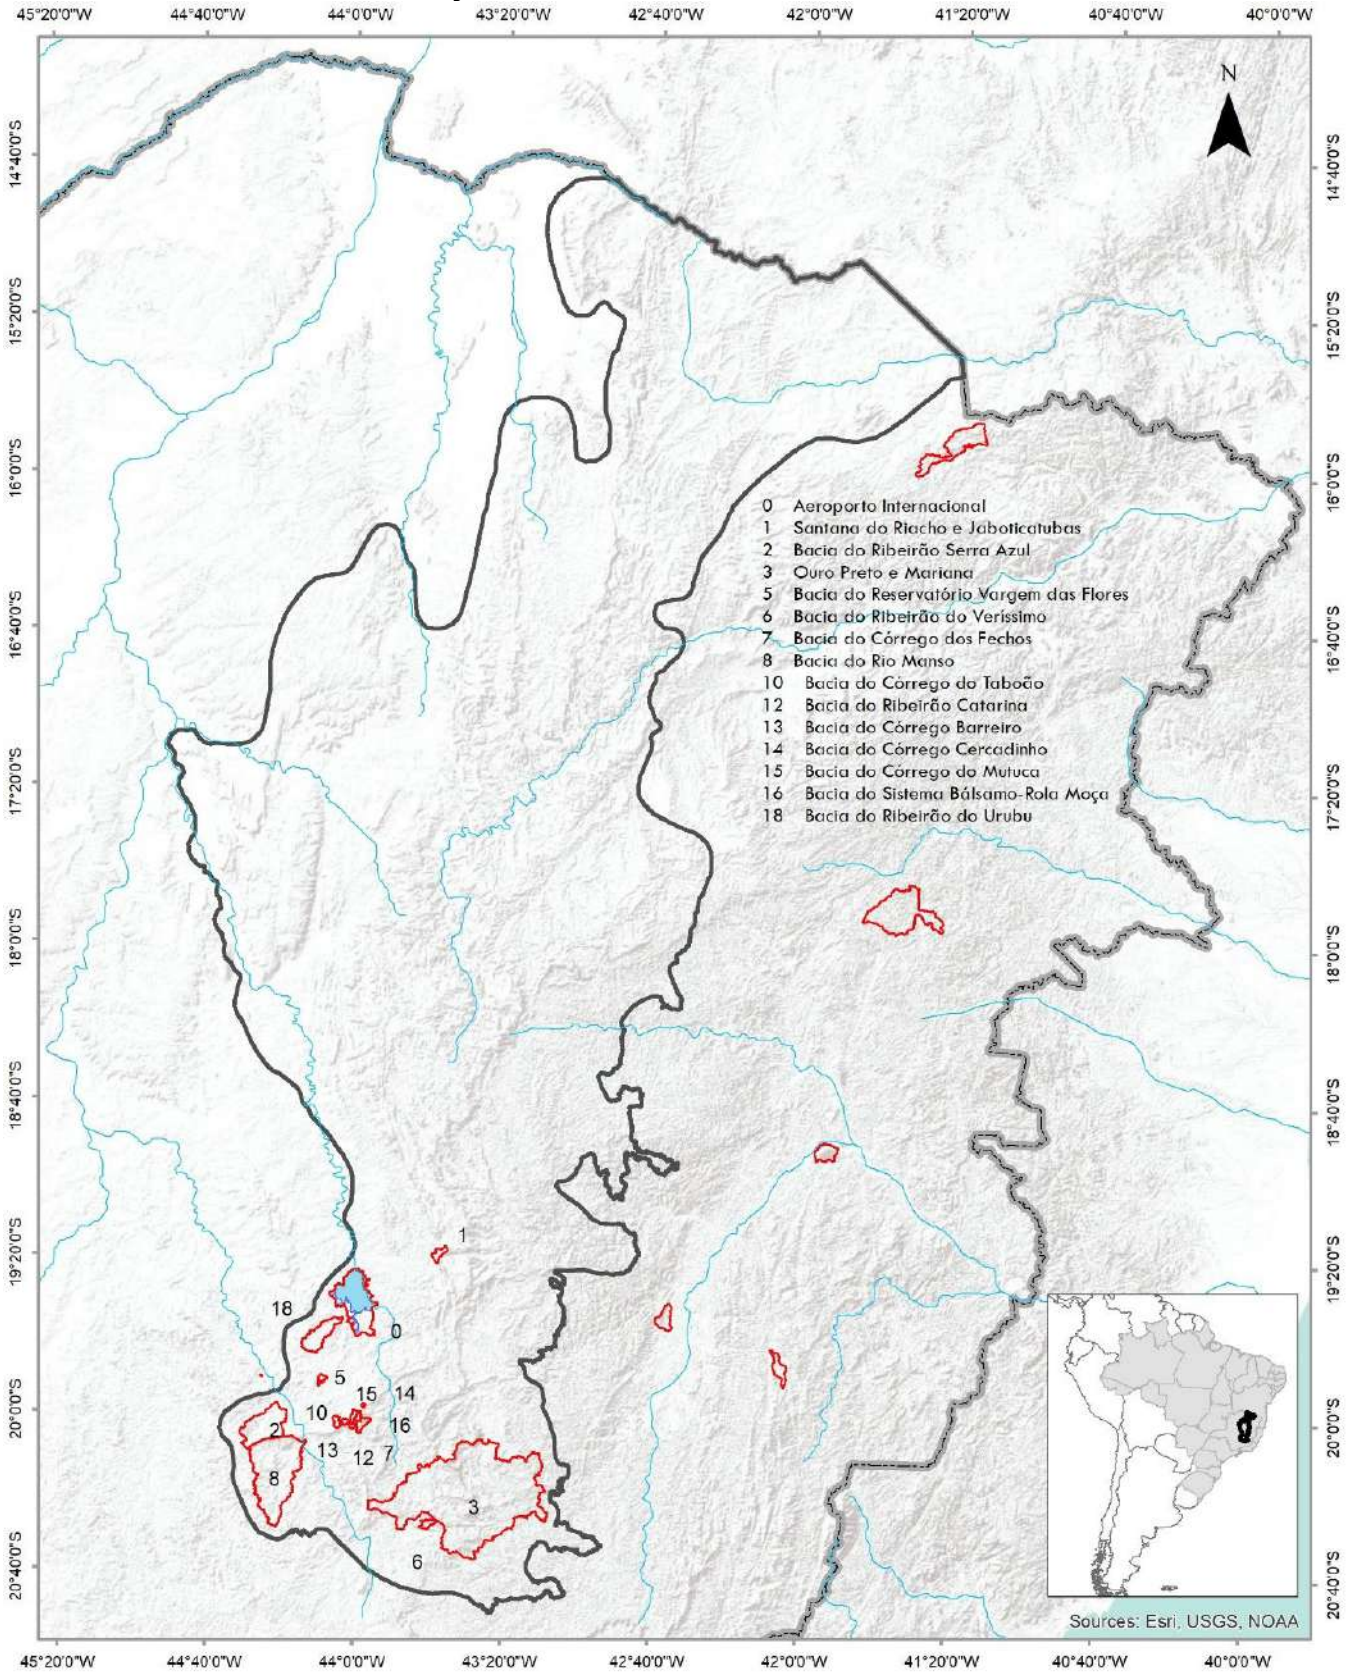 45°20'0"W 44°40'0"W 44°0'0"W 43°20'0"W 42°40'0"W 42°0'0"W 41°20'0"W 40°40'0"W 40°0'0"W
N
14°40'0"S 14°40'0"S
15°20'0"S 15°20'0"S
16°0'0"S 16°0'0"S
0 Aeroporto Internacional
1 Santana do Riacho e Jaboticatubas
2 Bacia do Ribeirão Serra Azul
3 Ouro Preto e Mariana
5 Bacia do Reservatório Vargem das Flores
6 Bacia do Ribeirão do Veríssimo
7 Bacia do Córrego dos Fechos
8 Bacia do Rio Manso
10 Bacia do Córrego do Taboão
12 Bacia do Ribeirão Catarina
13 Bacia do Córrego Barreiro
14 Bacia do Córrego Cercadinho
15 Bacia do Córrego do Mutuca
16 Bacia do Sistema Bálsamo-Rola Moça
18 Bacia do Ribeirão do Urubu
16°40'0"S 16°40'0"S
17°20'0"S 17°20'0"S
18°0'0"S 18°0'0"S
18°40'0"S 18°40'0"S
19°20'0"S 19°20'0"S
1
18
0
5
15 14
10 16
2
13 12 7
8
3
6
20°0'0"S 20°0'0"S
20°40'0"S 20°40'0"S
Sources: Esri, USGS, NOAA
45°20'0"W 44°40'0"W 44°0'0"W 43°20'0"W 42°40'0"W 42°0'0"W 41°20'0"W 40°40'0"W 40°0'0"W